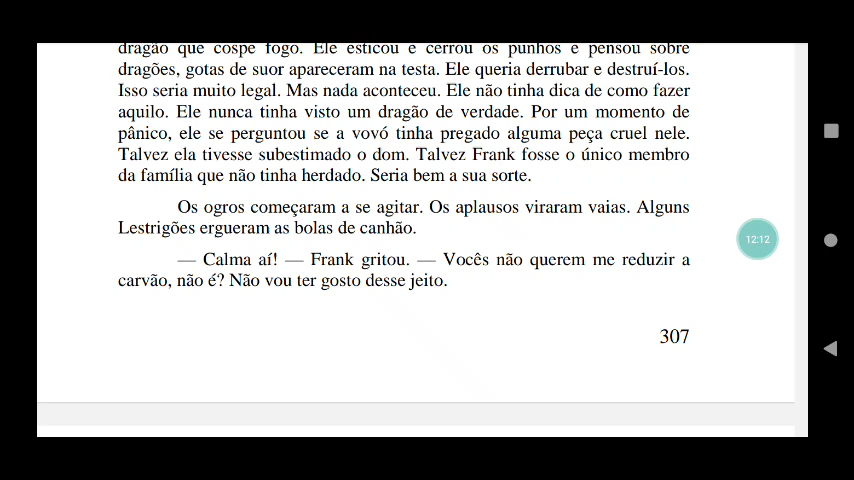 dragão que cospe fogo. Ele esticou e cerrou os punhos e pensou sobre
dragões, gotas de suor apareceram na testa. Ele queria derrubar e destruí-los.
Isso seria muito legal. Mas nada aconteceu. Ele não tinha dica de como fazer
aquilo. Ele nunca tinha visto um dragão de verdade. Por um momento de
pânico, ele se perguntou se a vovó tinha pregado alguma peça cruel nele.
Talvez ela tivesse subestimado o dom. Talvez Frank fosse o único membro
da família que não tinha herdado. Seria bem a sua sorte.
Os ogros começaram a se agitar. Os aplausos viraram vaias. Alguns
Lestrigões ergueram as bolas de canhão.
— Calma aí! — Frank gritou. — Vocês não querem me reduzir a
carvão, não é? Não vou ter gosto desse jeito.
307
12:12